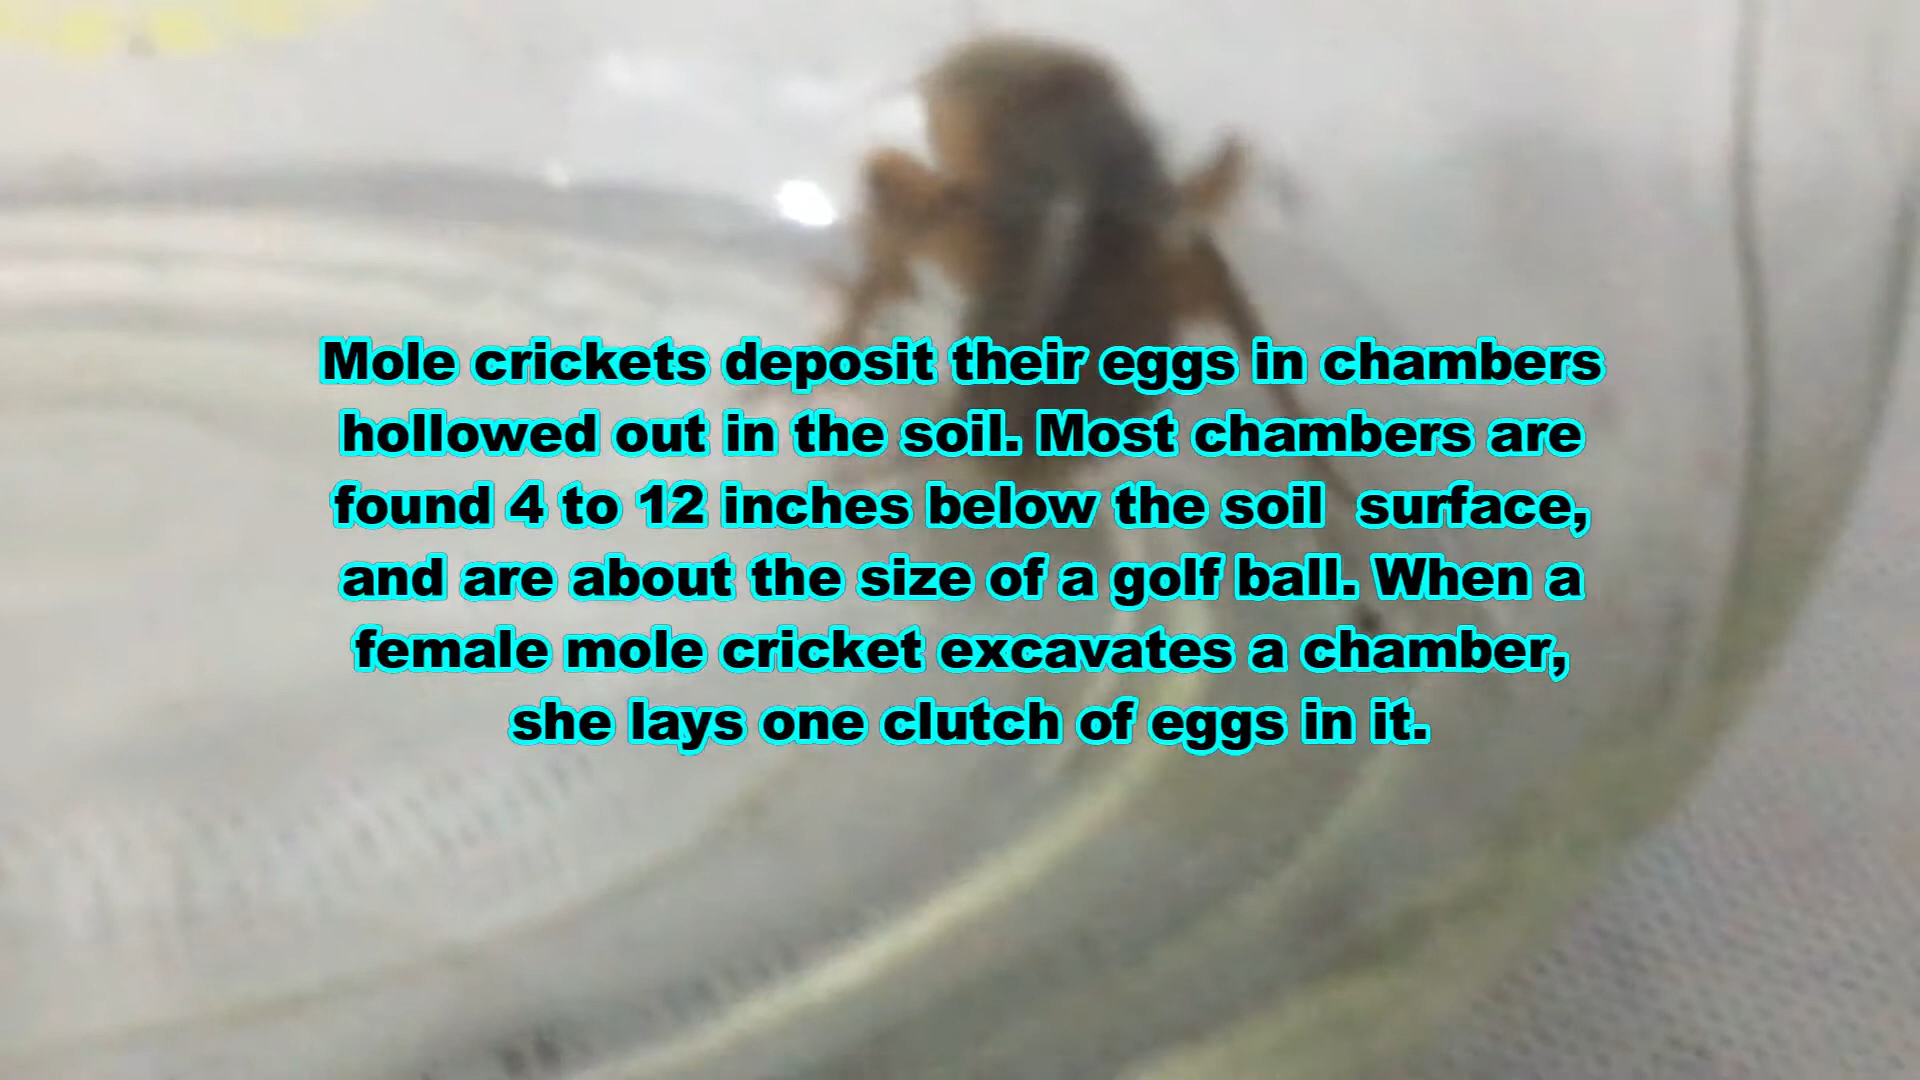 Mole crickets deposit their eggs in chambers
hollowed out in the soil. Most chambers are
found 4 to 12 inches below the soil  surface,
and are about the size of a golf ball. When a
female mole cricket excavates a chamber,
she lays one clutch of eggs in it.